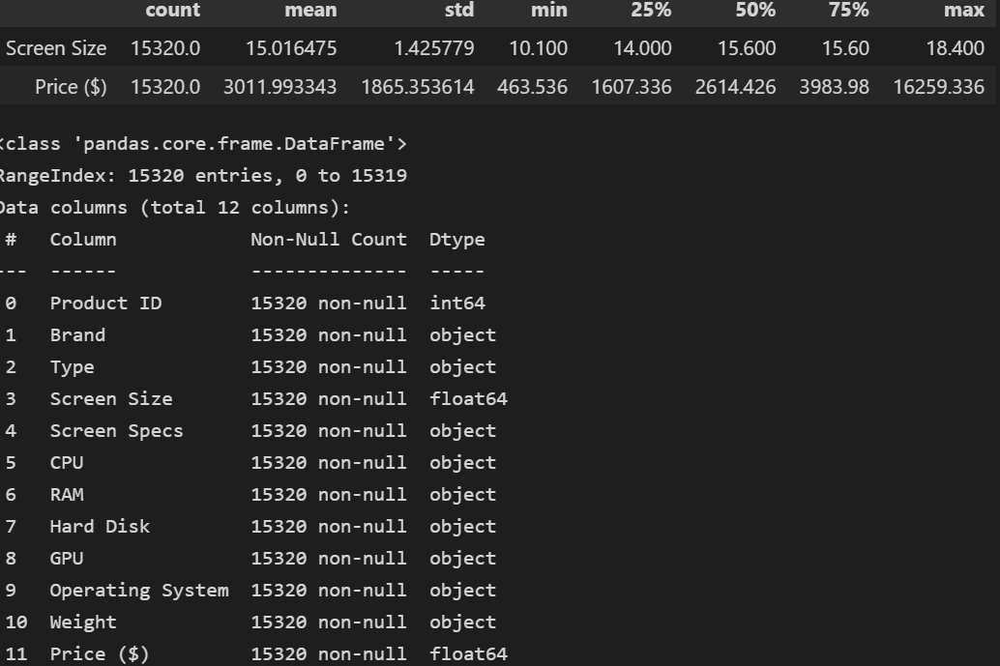 count mean std min 25% 50% 75% max
Screen Size 15320.0 15.016475 1.425779 10.100 14.000 15.600 15.60 18.400
Price ($) 15320.0 3011.993343 1865.353614 463.536 1607.336 2614.426 3983.98 16259.336
<class 'pandas.core.frame.DataFrame'>
RangeIndex: 15320 entries, 0 to 15319
Data columns (total 12 columns):
# Column Non-Null Count Dtype
--- ------ -------------- -----
0 Product ID 15320 non-null int64
1 Brand 15320 non-null object
2 Type 15320 non-null object
3 Screen Size 15320 non-null float64
4 Screen Specs 15320 non-null object
5 CPU 15320 non-null object
6 RAM 15320 non-null object
7 Hard Disk 15320 non-null object
8 GPU 15320 non-null object
9 Operating System 15320 non-null object
10 Weight 15320 non-null object
11 Price ($) 15320 non-null float64